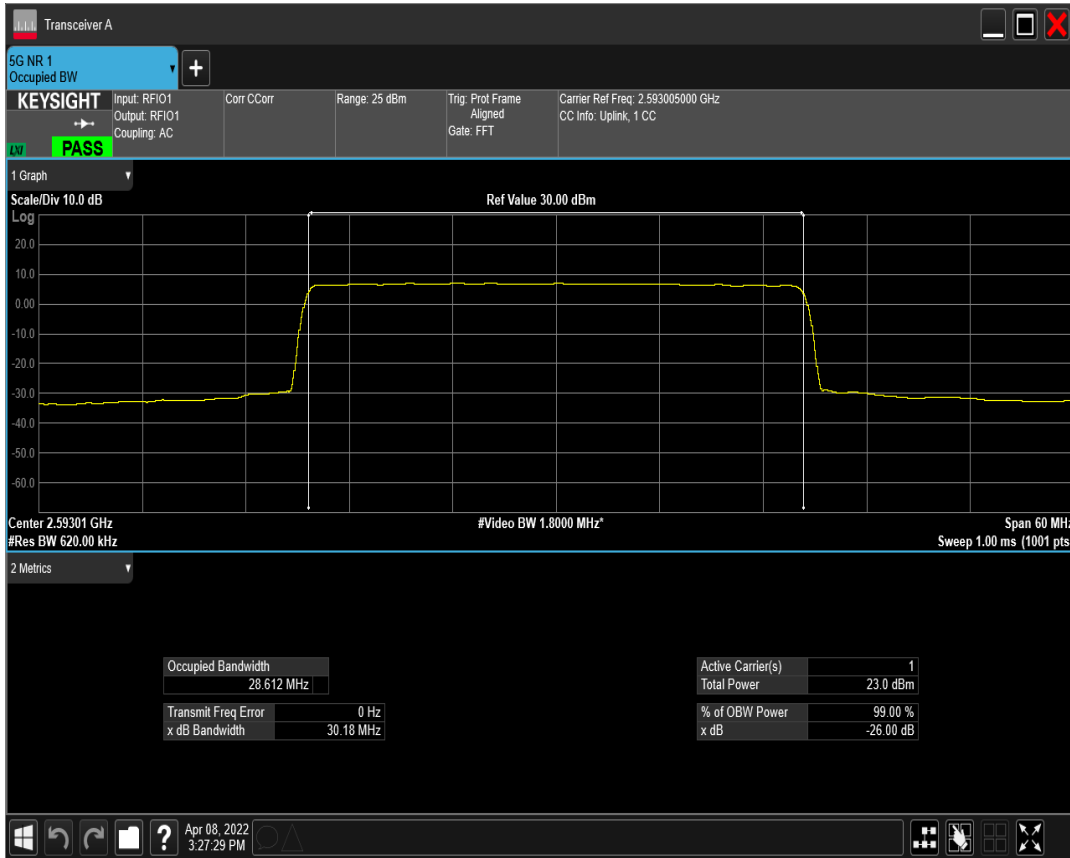 Transceiver A
5G NR 1
Occupied BW
KEYSIGHT
LXI
PASS
Input: RFIO1
Output: RFIO1
Coupling: AC
Corr CCorr
Range: 25 dBm
Trig: Prot Frame
Aligned
Gate: FFT
Carrier Ref Freq: 2.593005000 GHz
CC Info: Uplink, 1 CC
1 Graph
Scale/Div 10.0 dB
Ref Value 30.00 dBm
Log
20.0
10.0
0.00
-10.0
-20.0
-30.0
-40.0
-50.0
-60.0
Center 2.59301 GHz
#Video BW 1.8000 MHz*
Span 60 MHz
#Res BW 620.00 kHz
Sweep 1.00 ms (1001 pts
2 Metrics
Occupied Bandwidth
28.612 MHz
Transmit Freq Error 0 Hz
x dB Bandwidth 30.18 MHz
Active Carrier(s) 1
Total Power 23.0 dBm
% of OBW Power 99.00 %
x dB -26.00 dB
?
Apr 08, 2022
3:27:29 PM